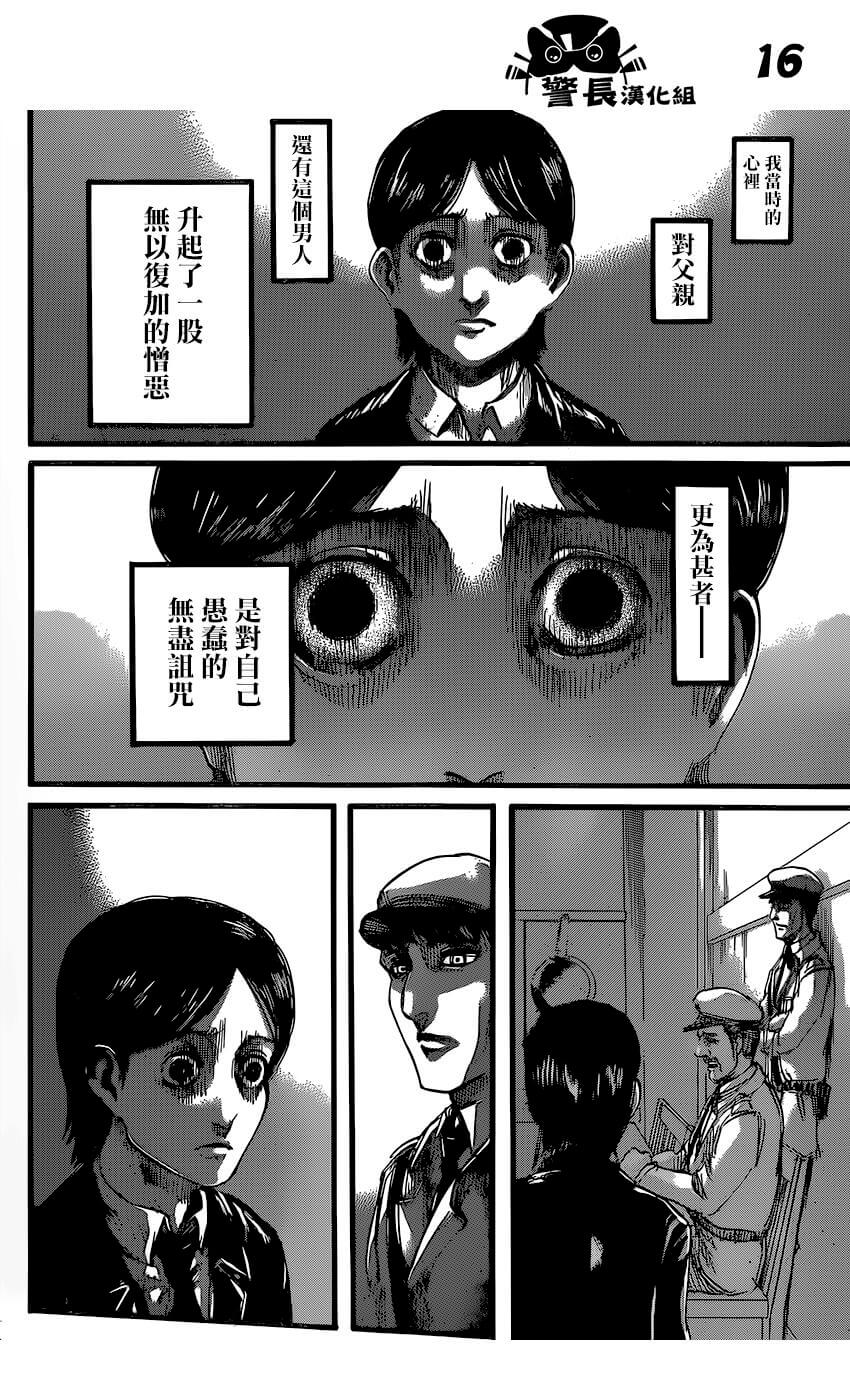 警長漢化組
16
我當時的
心裡
對父親
還有這個男人
升起了一股
無以復加的憎惡
更為甚者——
是對自己
愚蠢的
無盡詛咒